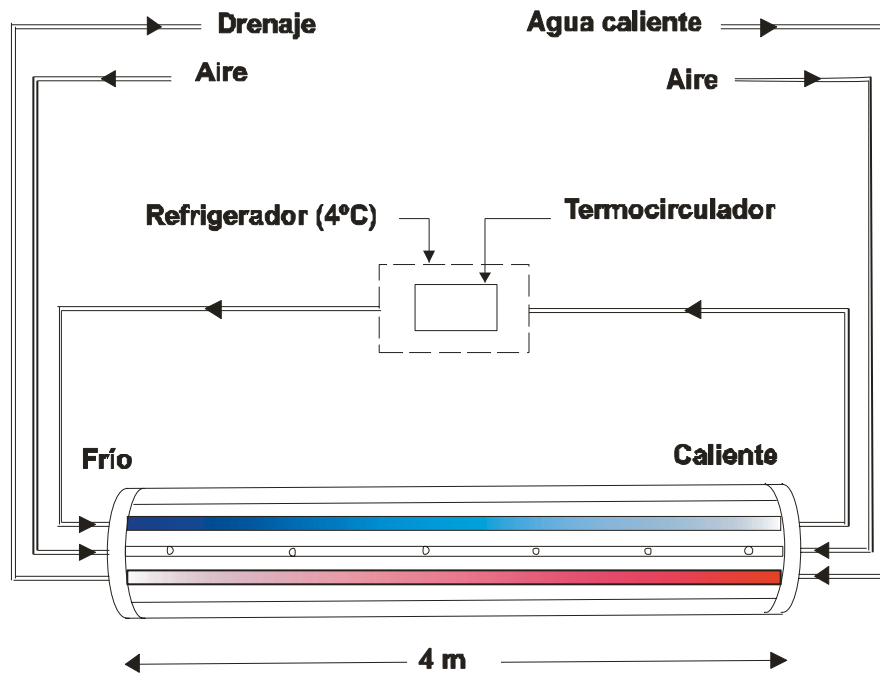 Drenaje
Agua caliente
Aire
Aire
Refrigerador (4ºC)
Termocirculador
Frío
Caliente
4 m